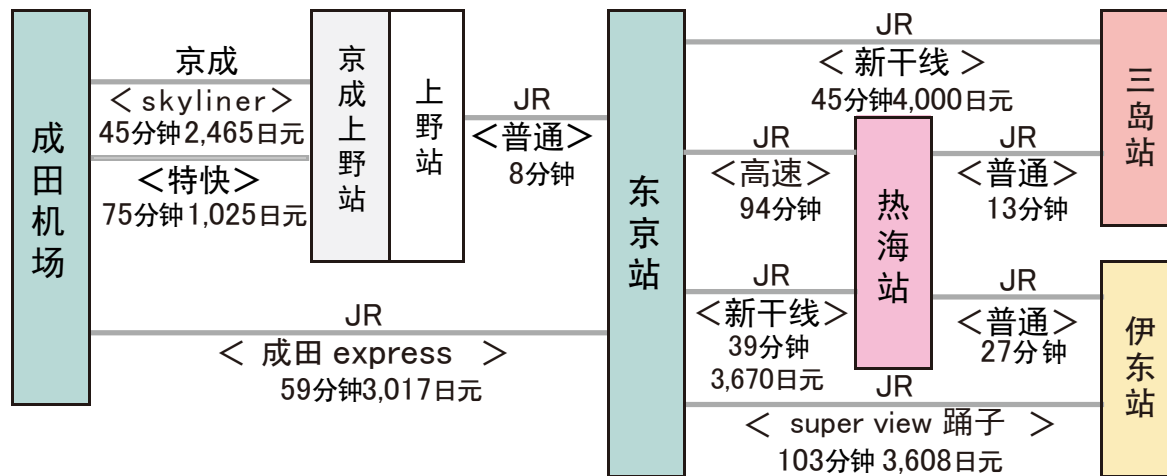 成田机场
京成
＜skyliner＞
45分钟 2,465日元
＜特快＞
75分钟 1,025日元
京成上野站
上野站
JR
＜普通＞
8分钟
JR
＜ 成田 express ＞
59分钟3,017日元
东京站
JR
＜ 新干线 ＞
45分钟4,000日元
JR
＜高速＞
94分钟
热海站
JR
＜普通＞
13分钟
三岛站
JR
＜新干线＞
39分钟
3,670日元
JR
＜普通＞
27分钟
JR
＜ super view 踊子 ＞
103分钟 3,608日元
伊东站